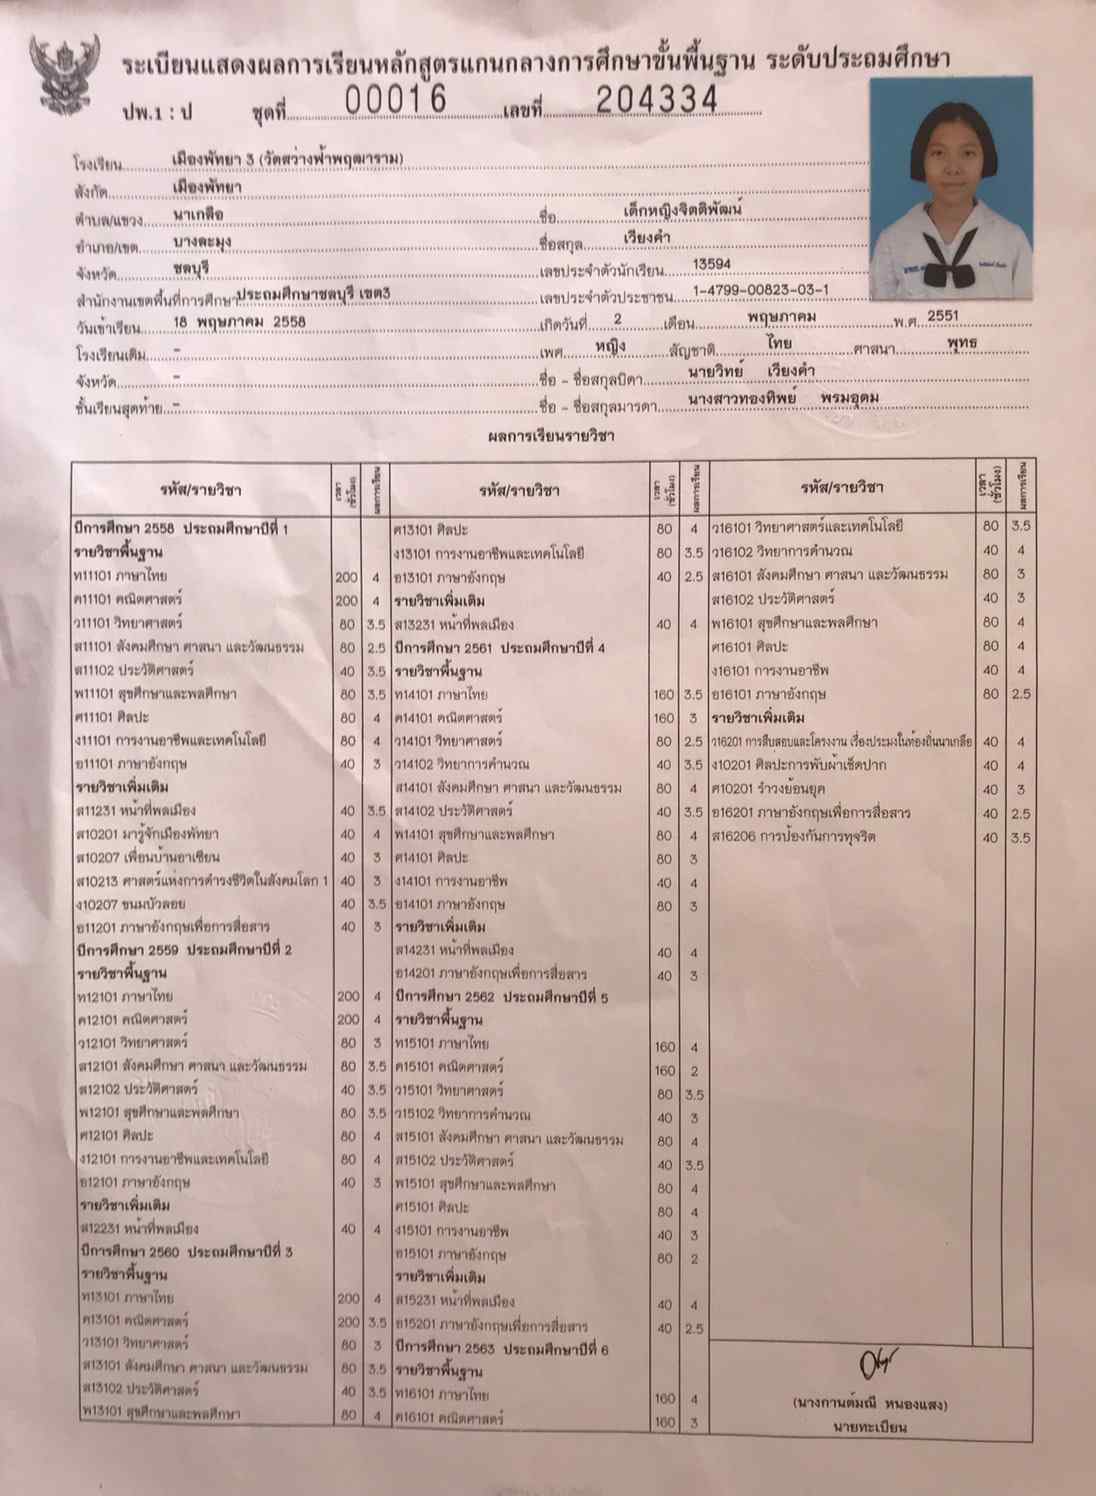 ระเบียนแสดงผลการเรียนหลักสูตรแกนกลางการศึกษาขั้นพื้นฐาน ระดับประถมศึกษา
ปพ.1 : ป ชุดที่ 00016 เลขที่ 204334
โรงเรียน เมืองพัทยา 3 (วัดสว่างฟ้าพฤฒาราม)
สังกัด เมืองพัทยา
ตำบล/แขวง นาเกลือ ชื่อ เด็กหญิงจิตติพัฒน์
อำเภอ/เขต บางละมุง ชื่อสกุล เวียงคำ
จังหวัด ชลบุรี เลขประจำตัวนักเรียน 13594
สำนักงานเขตพื้นที่การศึกษา ประถมศึกษาชลบุรี เขต3 เลขประจำตัวประชาชน 1-4799-00823-03-1
วันเข้าเรียน 18 พฤษภาคม 2558 เกิดวันที่ 2 เดือน พฤษภาคม พ.ศ. 2551
โรงเรียนเดิม - เพศ หญิง สัญชาติ ไทย ศาสนา พุทธ
จังหวัด - ชื่อ - ชื่อสกุลบิดา นายวิทย์ เวียงคำ
ชั้นเรียนสุดท้าย - ชื่อ - ชื่อสกุลมารดา นางสาวทองทิพย์ พรมอุดม
ผลการเรียนรายวิชา
รหัส/รายวิชา เวลา (ชั่วโมง) ผลการเรียน
ปีการศึกษา 2558 ประถมศึกษาปีที่ 1
รายวิชาพื้นฐาน
ท11101 ภาษาไทย 200 4
ค11101 คณิตศาสตร์ 200 4
ว11101 วิทยาศาสตร์ 80 3.5
ส11101 สังคมศึกษา ศาสนา และวัฒนธรรม 80 2.5
ส11102 ประวัติศาสตร์ 40 3.5
พ11101 สุขศึกษาและพลศึกษา 80 3.5
ศ11101 ศิลปะ 80 4
ง11101 การงานอาชีพและเทคโนโลยี 80 4
อ11101 ภาษาอังกฤษ 40 3
รายวิชาเพิ่มเติม
ส11231 หน้าที่พลเมือง 40 3.5
ส10201 มารู้จักเมืองพัทยา 40 4
ส10207 เพื่อนบ้านอาเซียน 40 3
ส10213 ศาสตร์แห่งการดำรงชีวิตในสังคมโลก 1 40 3
ง10207 ขนมบัวลอย 40 3.5
อ11201 ภาษาอังกฤษเพื่อการสื่อสาร 40 3
ปีการศึกษา 2559 ประถมศึกษาปีที่ 2
รายวิชาพื้นฐาน
ท12101 ภาษาไทย 200 4
ค12101 คณิตศาสตร์ 200 4
ว12101 วิทยาศาสตร์ 80 3
ส12101 สังคมศึกษา ศาสนา และวัฒนธรรม 80 3.5
ส12102 ประวัติศาสตร์ 40 3.5
พ12101 สุขศึกษาและพลศึกษา 80 3.5
ศ12101 ศิลปะ 80 4
ง12101 การงานอาชีพและเทคโนโลยี 80 4
อ12101 ภาษาอังกฤษ 40 3
รายวิชาเพิ่มเติม
ส12231 หน้าที่พลเมือง 40 4
ปีการศึกษา 2560 ประถมศึกษาปีที่ 3
รายวิชาพื้นฐาน
ท13101 ภาษาไทย 200 4
ค13101 คณิตศาสตร์ 200 3.5
ว13101 วิทยาศาสตร์ 80 3
ส13101 สังคมศึกษา ศาสนา และวัฒนธรรม 80 3.5
ส13102 ประวัติศาสตร์ 40 3.5
พ13101 สุขศึกษาและพลศึกษา 80 4
รหัส/รายวิชา เวลา (ชั่วโมง) ผลการเรียน
ศ13101 ศิลปะ 80 4
ง13101 การงานอาชีพและเทคโนโลยี 80 3.5
อ13101 ภาษาอังกฤษ 40 2.5
รายวิชาเพิ่มเติม
ส13231 หน้าที่พลเมือง 40 4
ปีการศึกษา 2561 ประถมศึกษาปีที่ 4
รายวิชาพื้นฐาน
ท14101 ภาษาไทย 160 3.5
ค14101 คณิตศาสตร์ 160 3
ว14101 วิทยาศาสตร์ 80 2.5
ว14102 วิทยาการคำนวณ 40 3.5
ส14101 สังคมศึกษา ศาสนา และวัฒนธรรม 80 4
ส14102 ประวัติศาสตร์ 40 3.5
พ14101 สุขศึกษาและพลศึกษา 80 4
ศ14101 ศิลปะ 80 3
ง14101 การงานอาชีพ 40 4
อ14101 ภาษาอังกฤษ 80 3
รายวิชาเพิ่มเติม
ส14231 หน้าที่พลเมือง 40 4
อ14201 ภาษาอังกฤษเพื่อการสื่อสาร 40 3
ปีการศึกษา 2562 ประถมศึกษาปีที่ 5
รายวิชาพื้นฐาน
ท15101 ภาษาไทย 160 4
ค15101 คณิตศาสตร์ 160 2
ว15101 วิทยาศาสตร์ 80 3.5
ว15102 วิทยาการคำนวณ 40 3
ส15101 สังคมศึกษา ศาสนา และวัฒนธรรม 80 4
ส15102 ประวัติศาสตร์ 40 3.5
พ15101 สุขศึกษาและพลศึกษา 80 4
ศ15101 ศิลปะ 80 4
ง15101 การงานอาชีพ 40 3
อ15101 ภาษาอังกฤษ 80 2
รายวิชาเพิ่มเติม
ส15231 หน้าที่พลเมือง 40 4
อ15201 ภาษาอังกฤษเพื่อการสื่อสาร 40 2.5
ปีการศึกษา 2563 ประถมศึกษาปีที่ 6
รายวิชาพื้นฐาน
ท16101 ภาษาไทย 160 4
ค16101 คณิตศาสตร์ 160 3
รหัส/รายวิชา เวลา (ชั่วโมง) ผลการเรียน
ว16101 วิทยาศาสตร์และเทคโนโลยี 80 3.5
ว16102 วิทยาการคำนวณ 40 4
ส16101 สังคมศึกษา ศาสนา และวัฒนธรรม 80 3
ส16102 ประวัติศาสตร์ 40 3
พ16101 สุขศึกษาและพลศึกษา 80 4
ศ16101 ศิลปะ 80 4
ง16101 การงานอาชีพ 40 4
อ16101 ภาษาอังกฤษ 80 2.5
รายวิชาเพิ่มเติม
ว16201 การสืบสอบและโครงงาน เรื่องประมงในท้องถิ่นนาเกลือ 40 4
ง10201 ศิลปะการพับผ้าเช็ดปาก 40 4
ศ10201 รำวงย้อนยุค 40 3
อ16201 ภาษาอังกฤษเพื่อการสื่อสาร 40 2.5
ส16206 การป้องกันการทุจริต 40 3.5
(นางกานต์มณี หนองแสง)
นายทะเบียน